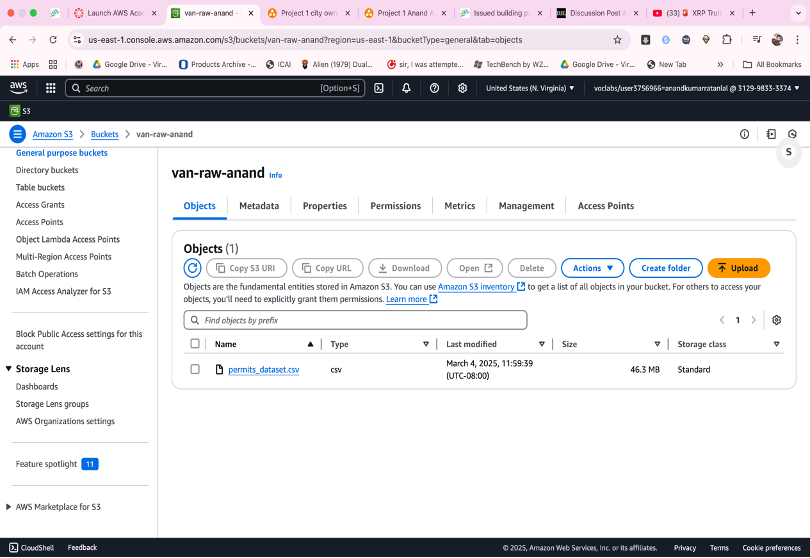 Launch AWS Aca
van-raw-anand -
Project 1 city own
Project 1 Anand A
Issued building p
Discussion Post #
(33) XRP Trun
us-east-1.console.aws.amazon.com/s3/buckets/van-raw-anand?region=us-east-1&bucketType=general&tab=objects
Apps
Google Drive - Vir...
Products Archive -...
ICAI
Alien (1979) Dual...
sir, I was attempte...
TechBench by WZ...
Google Drive - Vir...
New Tab
»
All Bookmarks
aws
Search
[Option+S]
United States (N. Virginia) ▼
voclabs/user3756966=anandkumarratanlal @ 3129-9833-3374 ▼
S3
Amazon S3 > Buckets > van-raw-anand
S
General purpose buckets
Directory buckets
Table buckets
Access Grants
Access Points
Object Lambda Access Points
Multi-Region Access Points
Batch Operations
IAM Access Analyzer for S3
Block Public Access settings for this
account
Storage Lens
Dashboards
Storage Lens groups
AWS Organizations settings
Feature spotlight 11
AWS Marketplace for S3
van-raw-anand Info
Objects
Metadata
Properties
Permissions
Metrics
Management
Access Points
Objects (1)
Copy S3 URI
Copy URL
Download
Open
Delete
Actions ▼
Create folder
Upload
Objects are the fundamental entities stored in Amazon S3. You can use Amazon S3 inventory to get a list of all objects in your bucket. For others to access your
objects, you'll need to explicitly grant them permissions. Learn more
Find objects by prefix
1
Name
Type
Last modified
Size
Storage class
permits_dataset.csv
csv
March 4, 2025, 11:59:39
(UTC-08:00)
46.3 MB
Standard
CloudShell
Feedback
© 2025, Amazon Web Services, Inc. or its affiliates.
Privacy
Terms
Cookie preferences